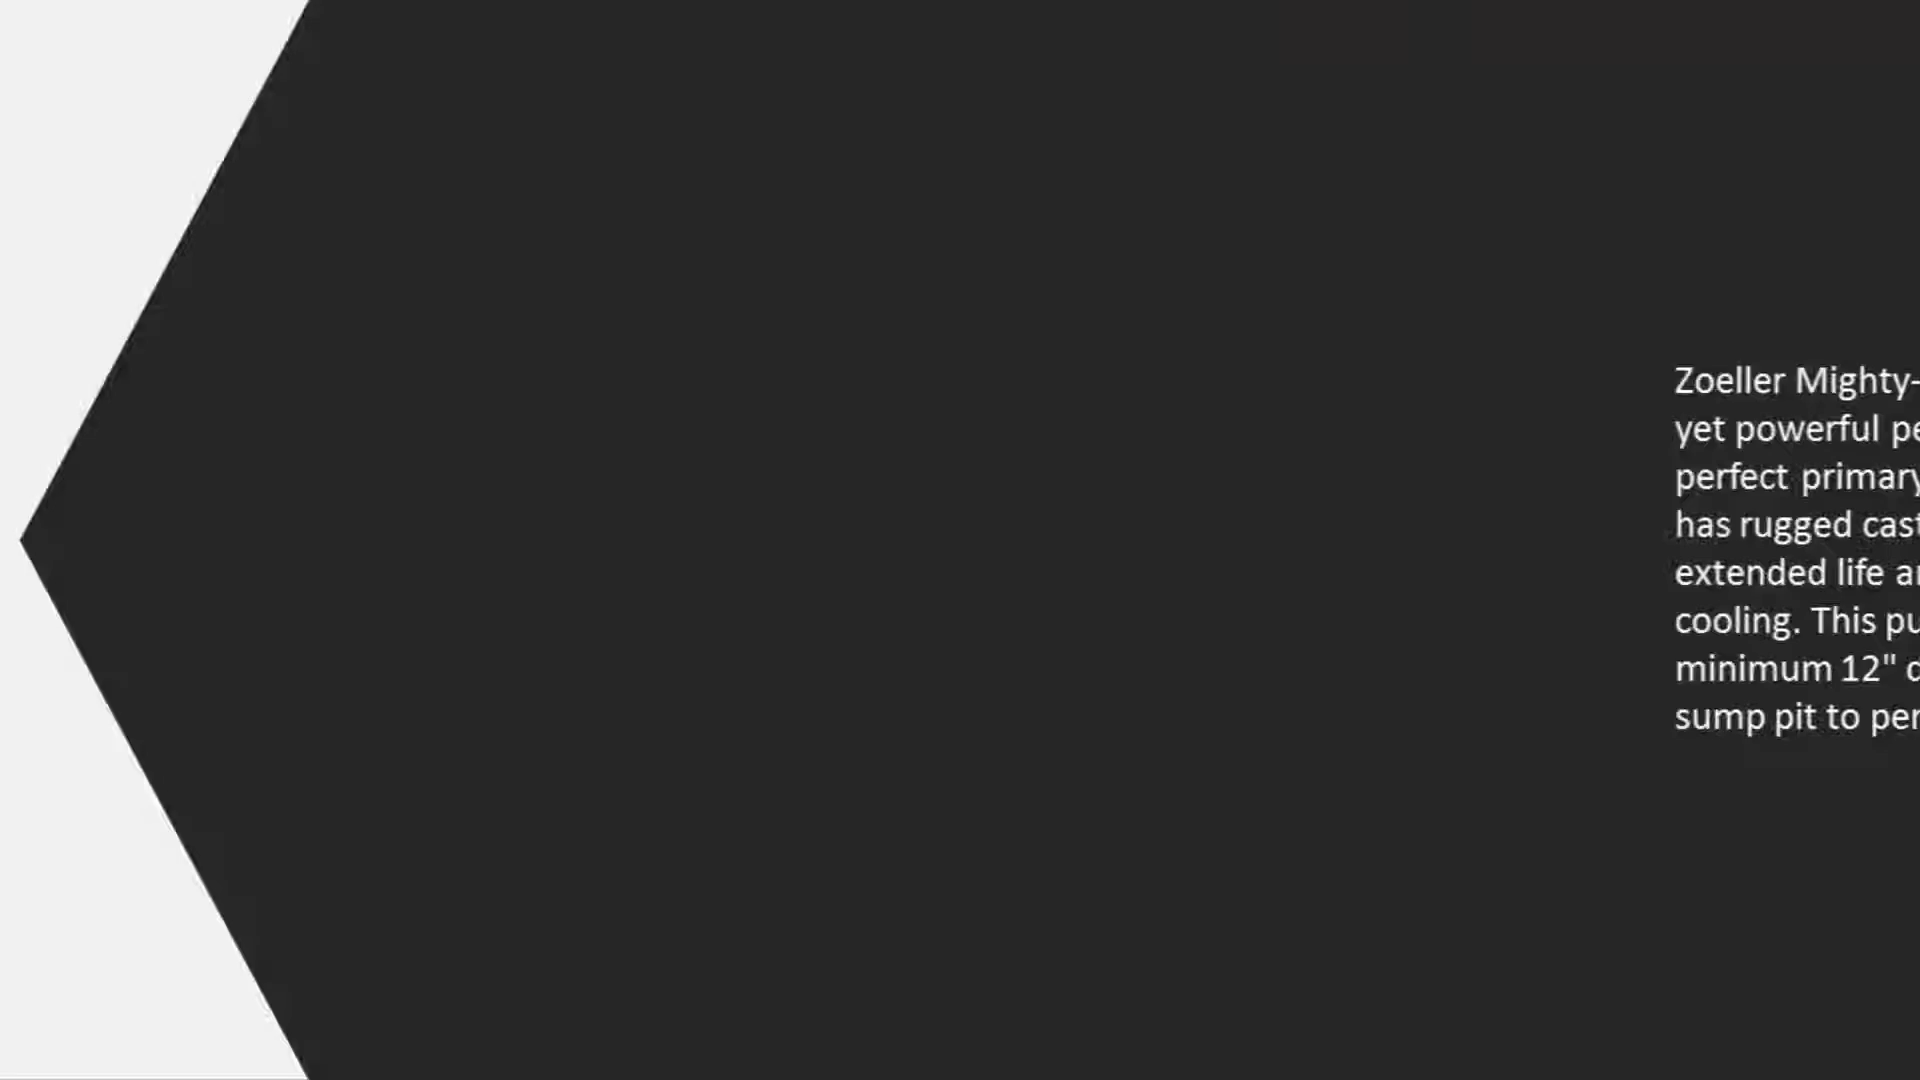 Zoeller Mighty-
yet powerful pe
perfect primary
has rugged cast
extended life a
cooling. This pu
minimum 12"
sump pit to per